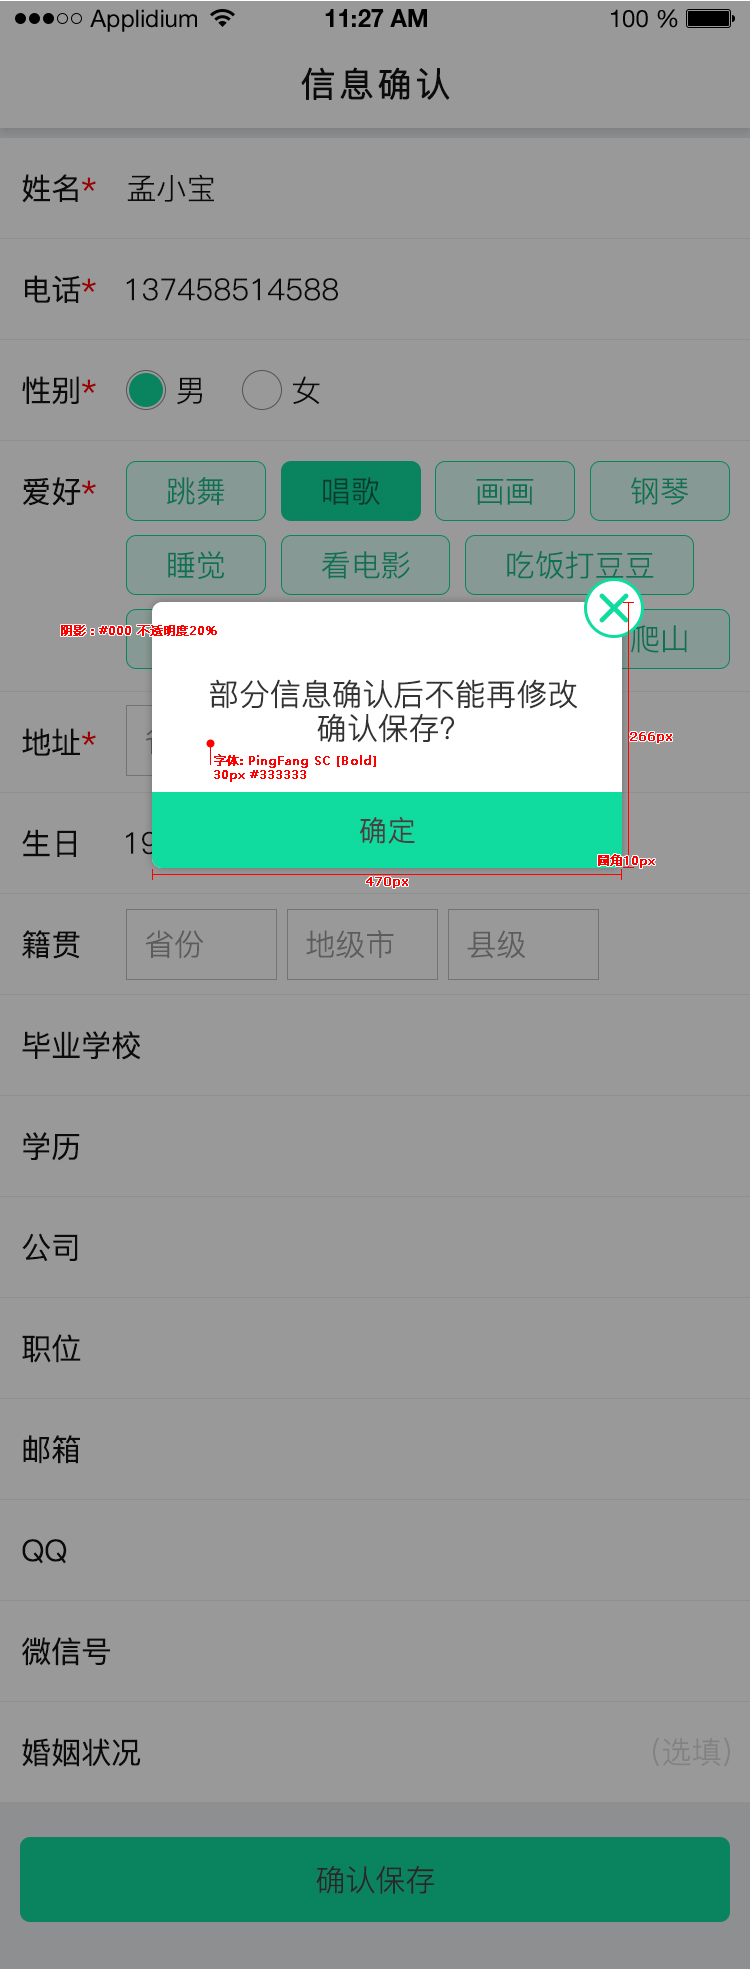 ●●●○○ Applidium 11:27 AM 100 %
信息确认
姓名* 孟小宝
电话* 137458514588
性别* 男 女
爱好* 跳舞 唱歌 画画 钢琴
睡觉 看电影 吃饭打豆豆
爬山
阴影：#000 不透明度20%
部分信息确认后不能再修改
确认保存?
266px
字体: PingFang SC [Bold]
30px #333333
地址*
确定
生日 19
圆角10px
470px
籍贯 省份 地级市 县级
毕业学校
学历
公司
职位
邮箱
QQ
微信号
婚姻状况 (选填)
确认保存